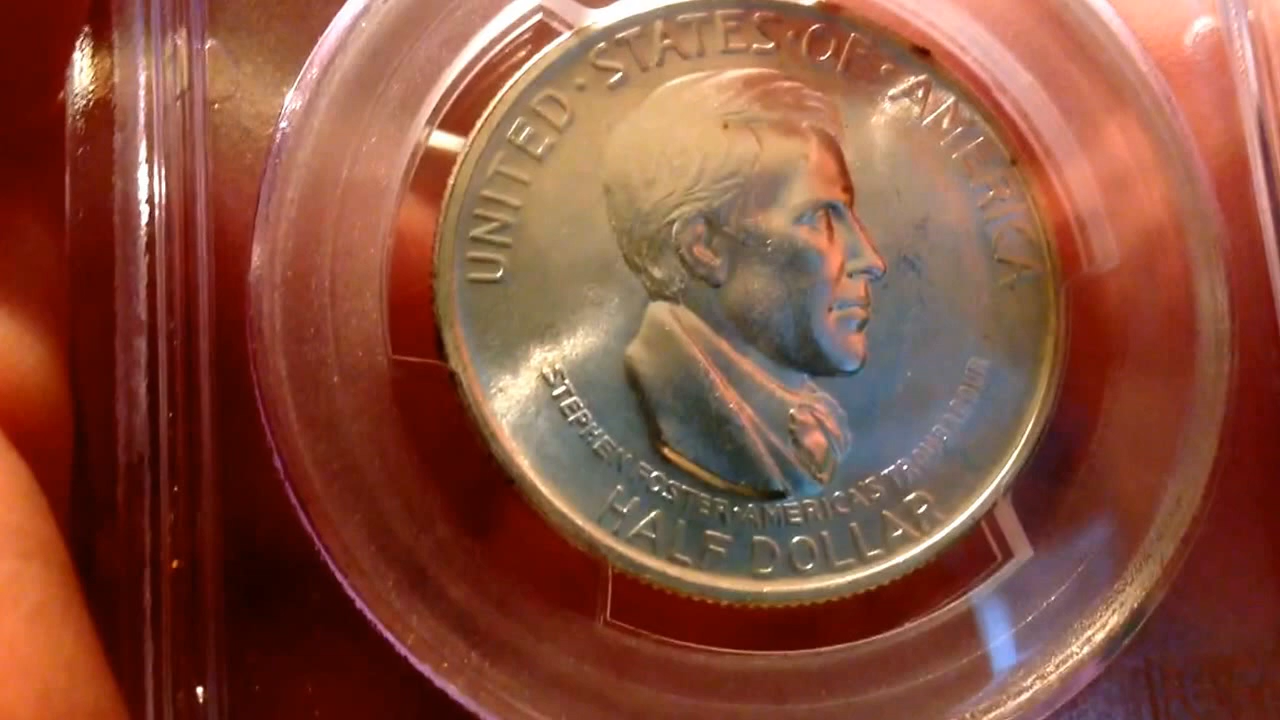 UNITED·STATES·OF·AMERICA
STEPHEN FOSTER·AMERICA'S TROUBADOUR
HALF DOLLAR